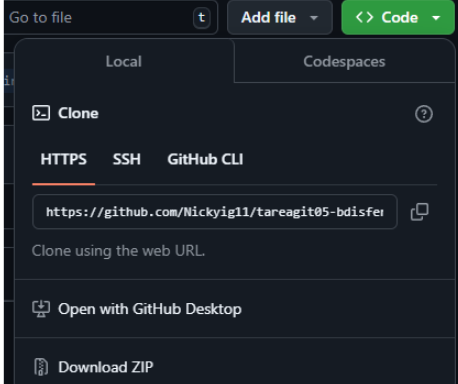 Go to file t Add file <> Code
Local Codespaces
Clone
HTTPS SSH GitHub CLI
https://github.com/Nickyig11/tareagit05-bdisfer
Clone using the web URL.
Open with GitHub Desktop
Download ZIP